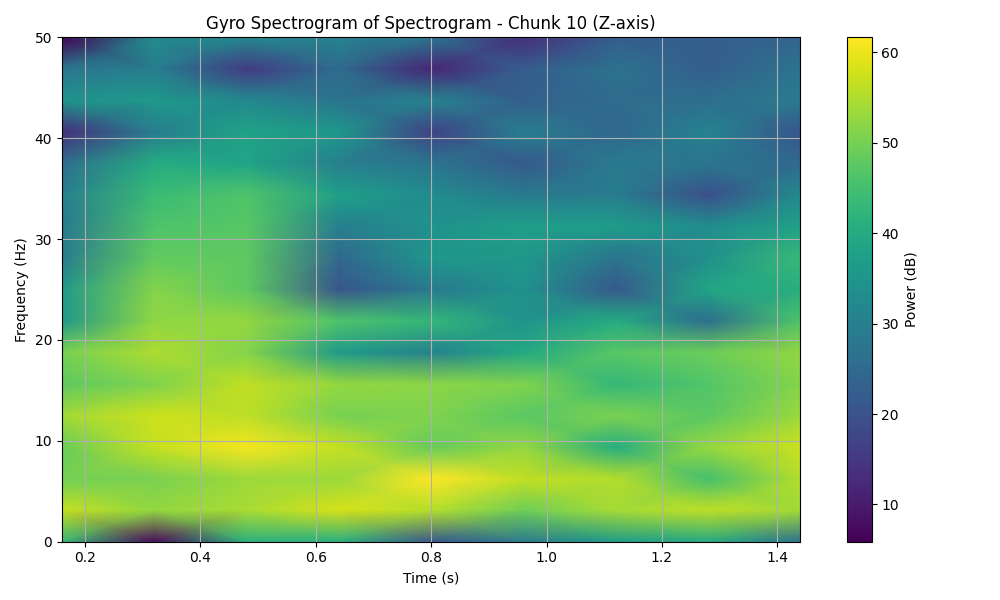 Gyro Spectrogram of Spectrogram - Chunk 10 (Z-axis)
50
40
30
20
10
0
Frequency (Hz)
0.2 0.4 0.6 0.8 1.0 1.2 1.4
Time (s)
60
50
40
30
20
10
Power (dB)